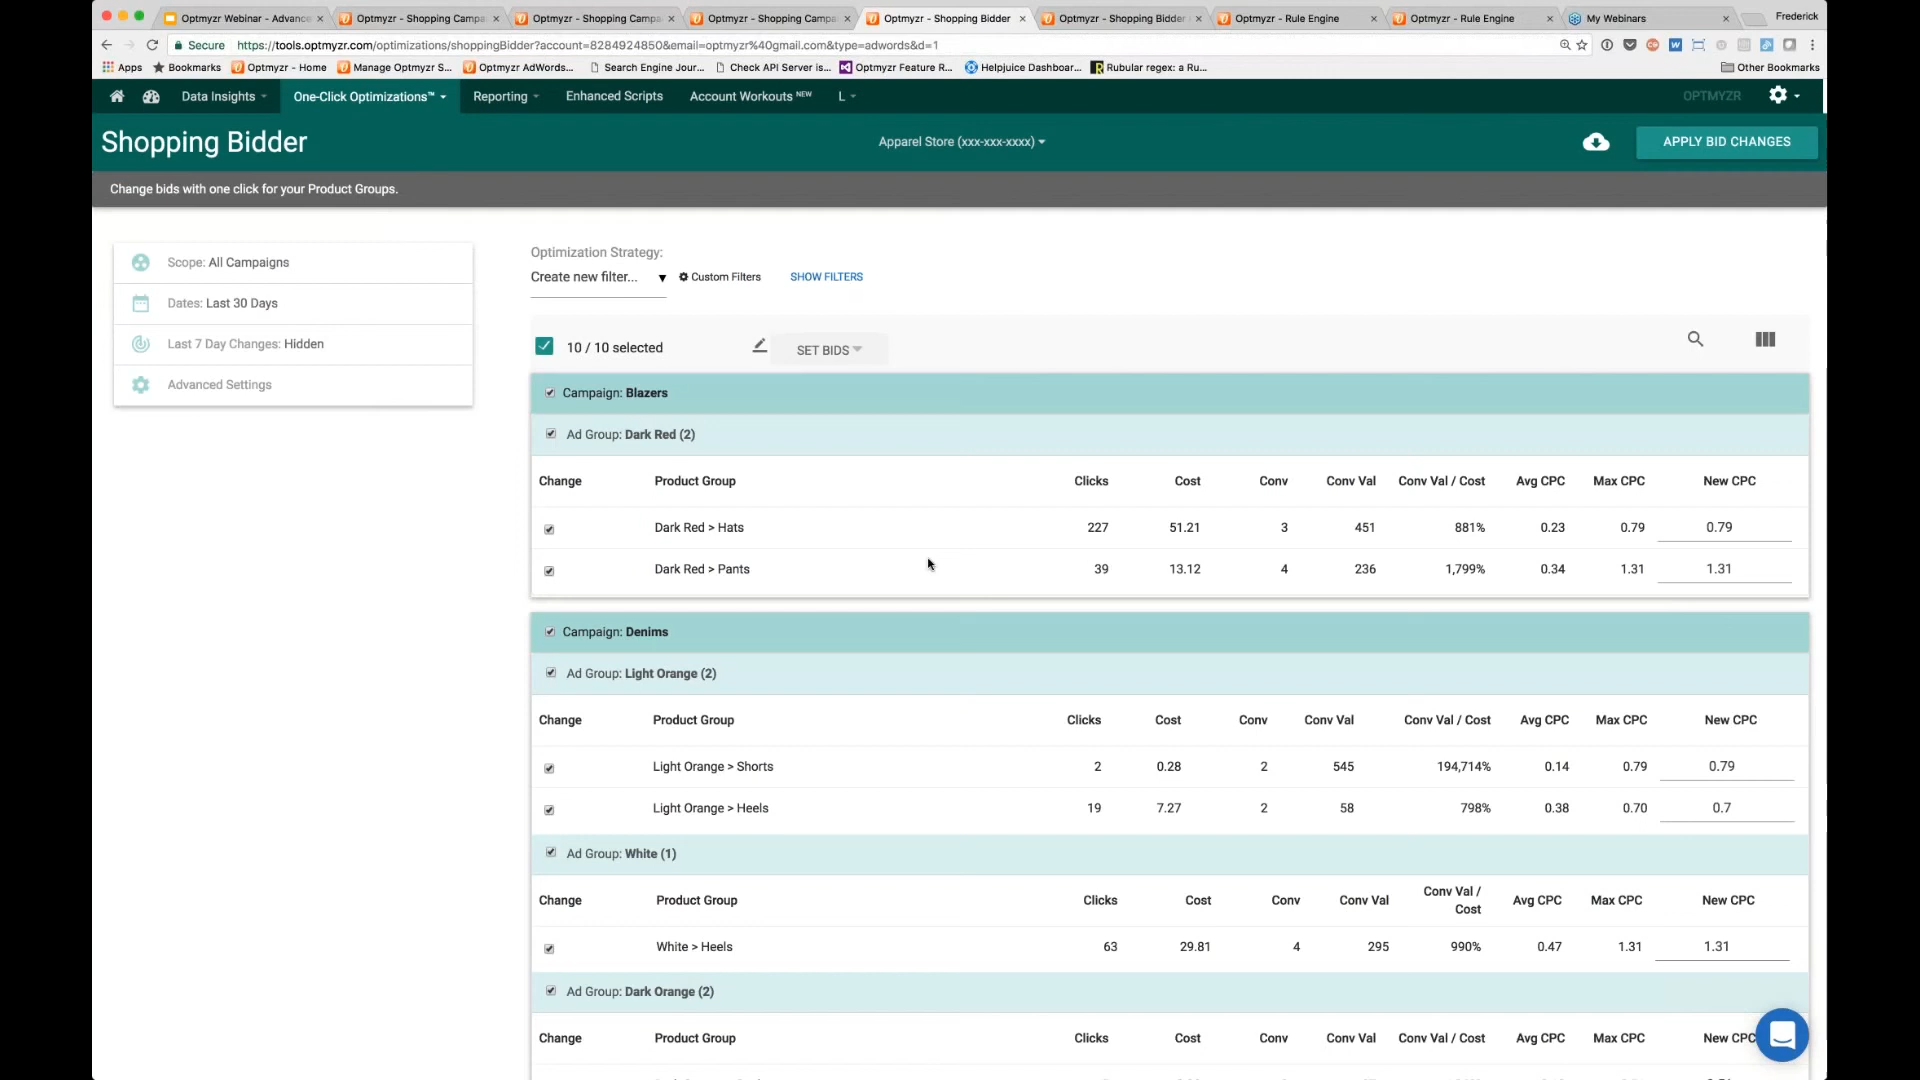 Optmyzr Webinar - Advance
Optmyzr - Shopping Campa
Optmyzr - Shopping Campa
Optmyzr - Shopping Campa
Optmyzr - Shopping Bidder
Optmyzr - Shopping Bidder
Optmyzr - Rule Engine
Optmyzr - Rule Engine
My Webinars
Frederick
Secure https://tools.optmyzr.com/optimizations/shoppingBidder?account=8284924850&email=optmyzr%40gmail.com&type=adwords&d=1
Apps Bookmarks Optmyzr - Home Manage Optmyzr S... Optmyzr AdWords... Search Engine Jour... Check API Server is... Optmyzr Feature R... Helpjuice Dashboar... Rubular regex: a Ru... Other Bookmarks
Data Insights One-Click Optimizations™ Reporting Enhanced Scripts Account Workouts NEW L OPTMYZR
Shopping Bidder Apparel Store (xxx-xxx-xxxx) APPLY BID CHANGES
Change bids with one click for your Product Groups.
Scope: All Campaigns
Dates: Last 30 Days
Last 7 Day Changes: Hidden
Advanced Settings
Optimization Strategy:
Create new filter... Custom Filters SHOW FILTERS
10 / 10 selected SET BIDS
Campaign: Blazers
Ad Group: Dark Red (2)
Change Product Group Clicks Cost Conv Conv Val Conv Val / Cost Avg CPC Max CPC New CPC
Dark Red > Hats 227 51.21 3 451 881% 0.23 0.79 0.79
Dark Red > Pants 39 13.12 4 236 1,799% 0.34 1.31 1.31
Campaign: Denims
Ad Group: Light Orange (2)
Change Product Group Clicks Cost Conv Conv Val Conv Val / Cost Avg CPC Max CPC New CPC
Light Orange > Shorts 2 0.28 2 545 194,714% 0.14 0.79 0.79
Light Orange > Heels 19 7.27 2 58 798% 0.38 0.70 0.7
Ad Group: White (1)
Change Product Group Clicks Cost Conv Conv Val Conv Val / Cost Avg CPC Max CPC New CPC
White > Heels 63 29.81 4 295 990% 0.47 1.31 1.31
Ad Group: Dark Orange (2)
Change Product Group Clicks Cost Conv Conv Val Conv Val / Cost Avg CPC Max CPC New CPC